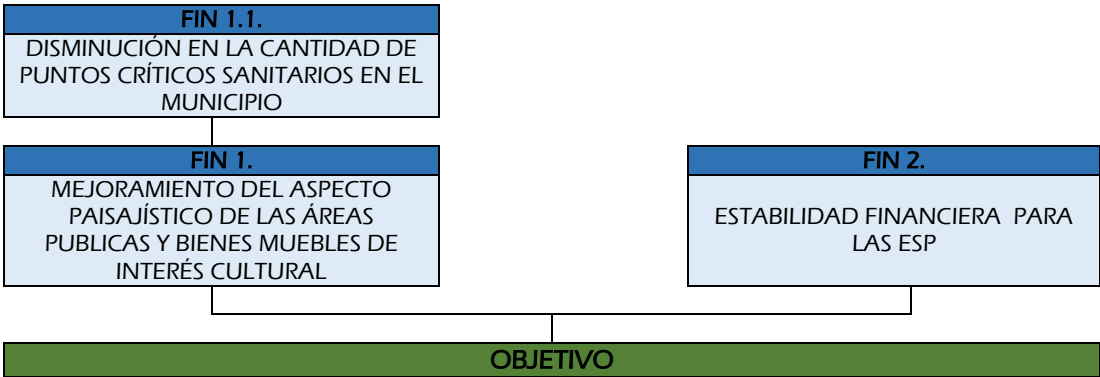 FIN 1.1.
DISMINUCIÓN EN LA CANTIDAD DE
PUNTOS CRÍTICOS SANITARIOS EN EL
MUNICIPIO
FIN 1.
MEJORAMIENTO DEL ASPECTO
PAISAJÍSTICO DE LAS ÁREAS
PUBLICAS Y BIENES MUEBLES DE
INTERÉS CULTURAL
FIN 2.
ESTABILIDAD FINANCIERA PARA
LAS ESP
OBJETIVO